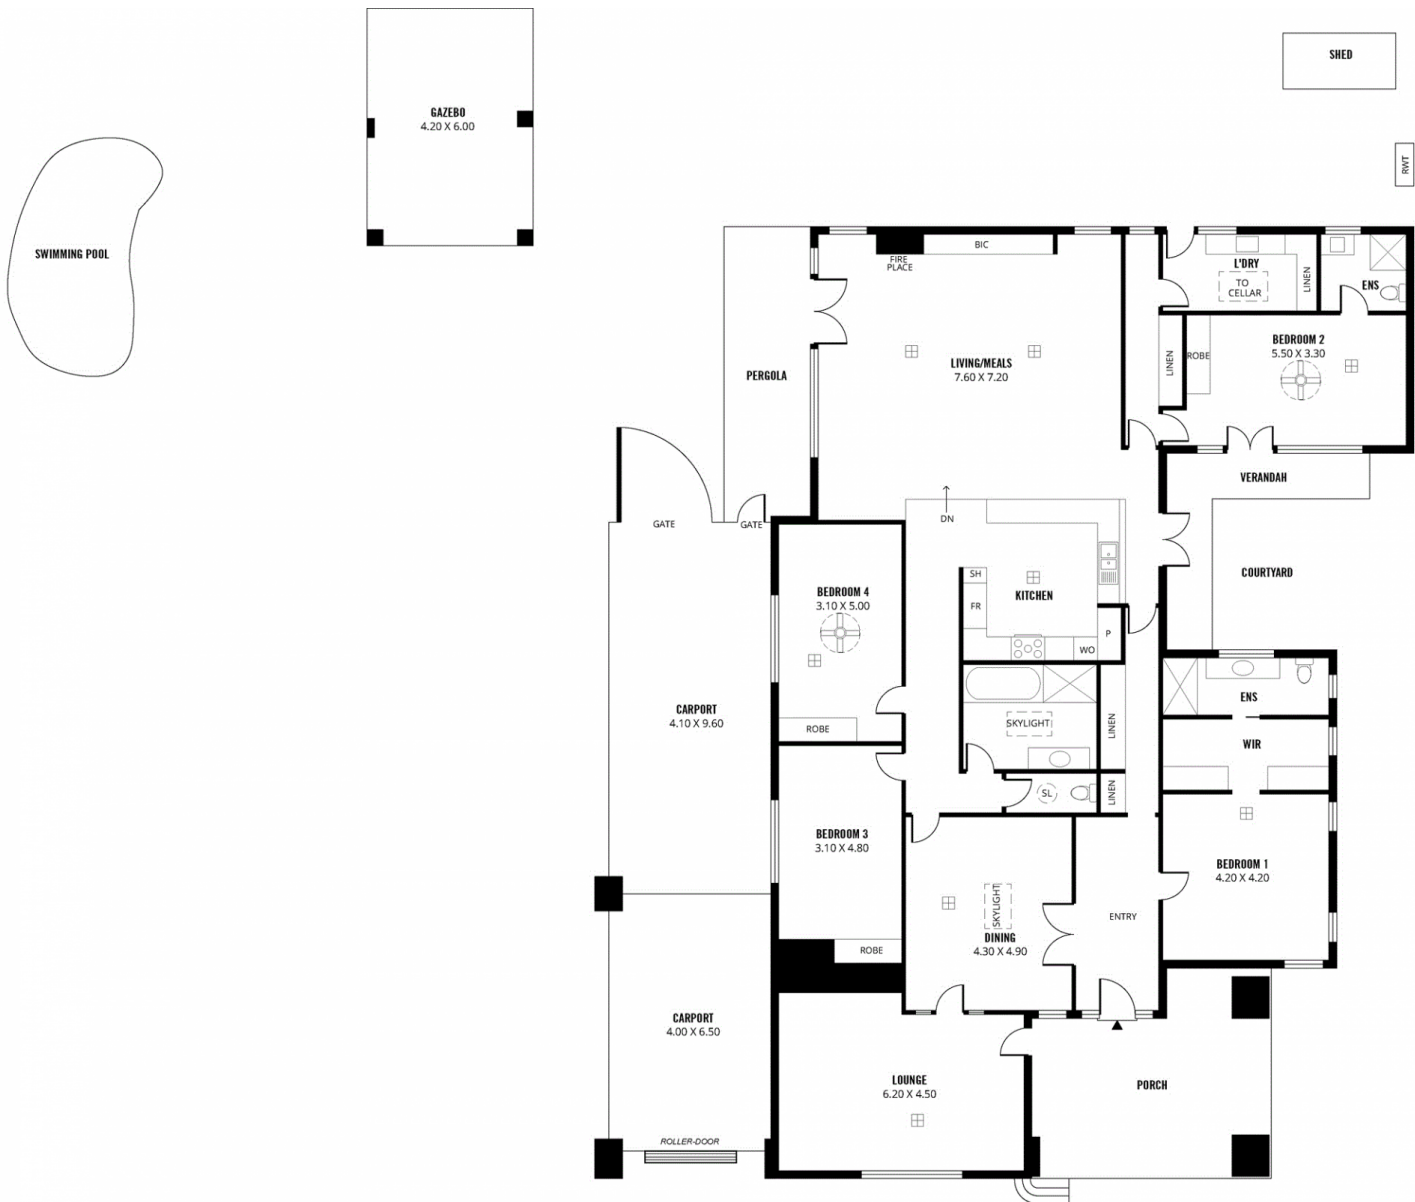 SHED
GAZEBO
4.20 X 6.00
RWT
SWIMMING POOL
FIRE
PLACE
BIC
L'DRY
TO
CELLAR
LINEN
ENS
PERGOLA
LIVING/MEALS
7.60 X 7.20
LINEN
ROBE
BEDROOM 2
5.50 X 3.30
VERANDAH
GATE
GATE
DN
COURTYARD
BEDROOM 4
3.10 X 5.00
ROBE
SH
FR
KITCHEN
P
WO
CARPORT
4.10 X 9.60
SKYLIGHT
LINEN
ENS
WIR
SL
LINEN
BEDROOM 3
3.10 X 4.80
ROBE
SKYLIGHT
DINING
4.30 X 4.90
ENTRY
BEDROOM 1
4.20 X 4.20
CARPORT
4.00 X 6.50
LOUNGE
6.20 X 4.50
PORCH
ROLLER-DOOR